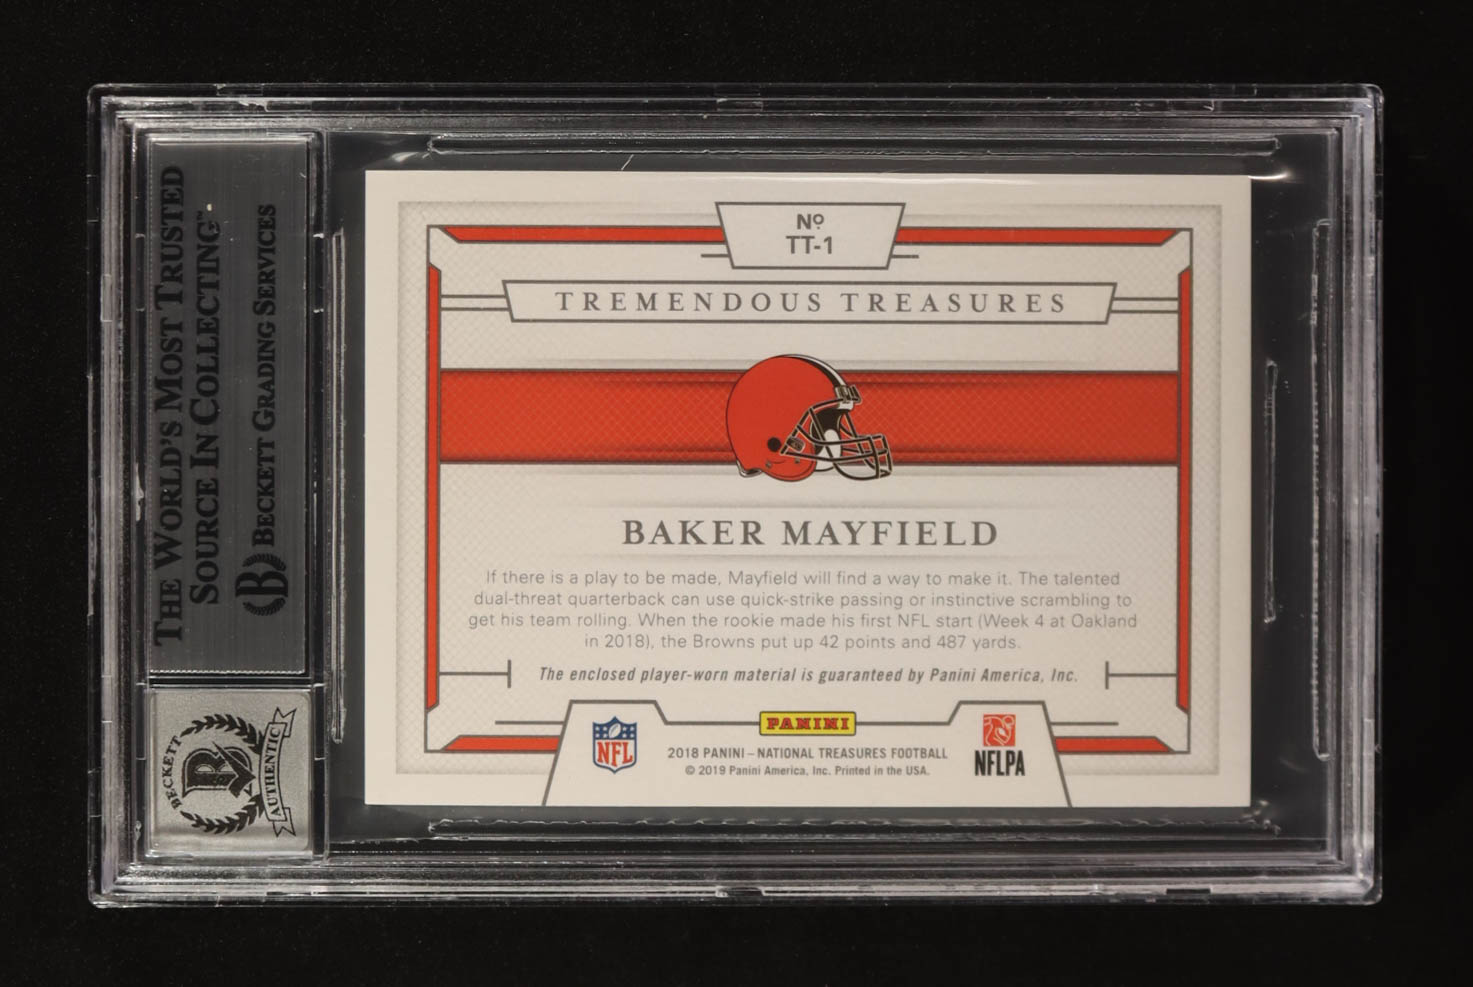 THE WORLD'S MOST TRUSTED
SOURCE IN COLLECTING™
BECKETT GRADING SERVICES
B
BECKETT
AUTHENTIC
Nº
TT-1
TREMENDOUS TREASURES
BAKER MAYFIELD
If there is a play to be made, Mayfield will find a way to make it. The talented
dual-threat quarterback can use quick-strike passing or instinctive scrambling to
get his team rolling. When the rookie made his first NFL start (Week 4 at Oakland
in 2018), the Browns put up 42 points and 487 yards.
The enclosed player-worn material is guaranteed by Panini America, Inc.
NFL
PANINI
2018 PANINI – NATIONAL TREASURES FOOTBALL
© 2019 Panini America, Inc. Printed in the USA.
NFLPA